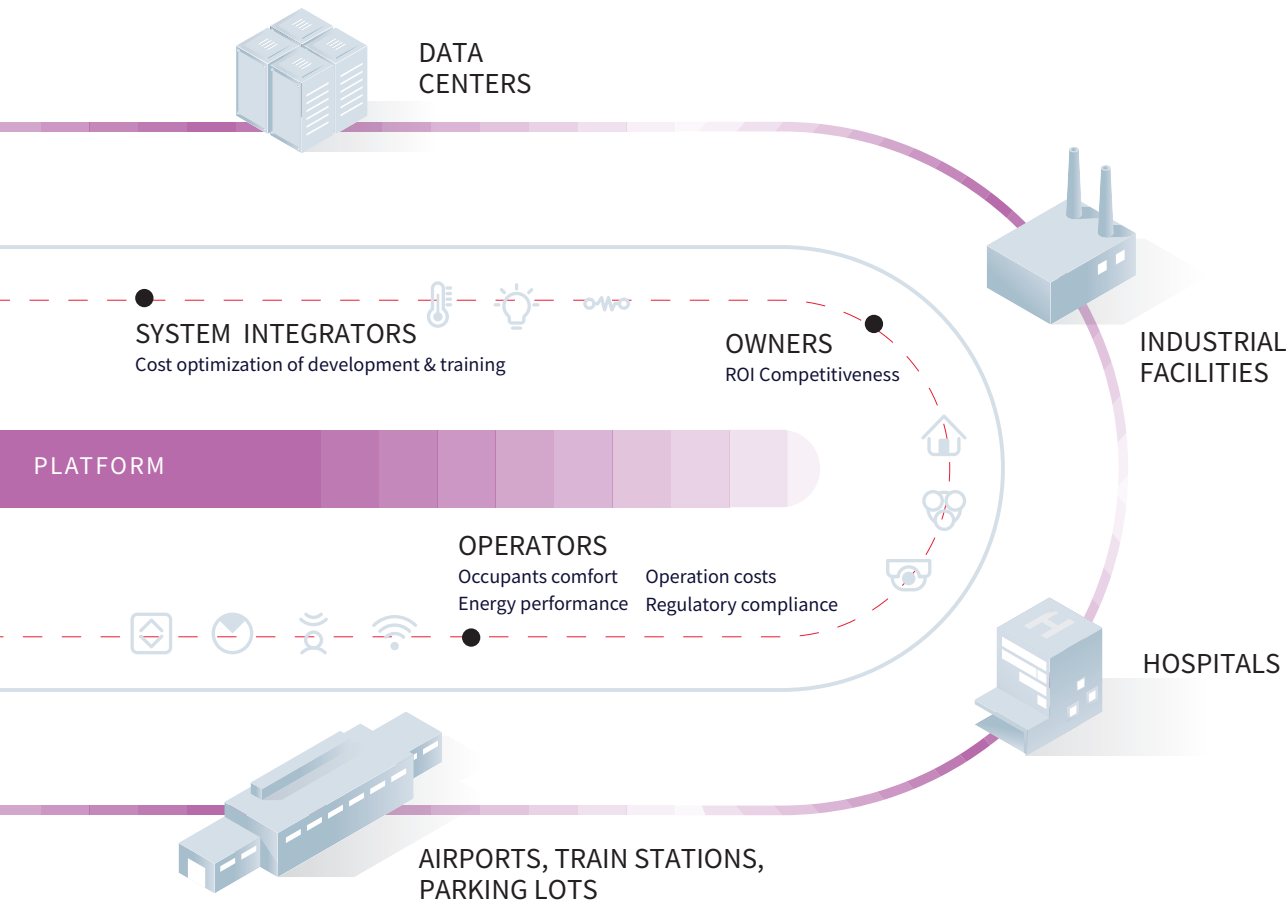 DATA
CENTERS
INDUSTRIAL
FACILITIES
SYSTEM INTEGRATORS
Cost optimization of development & training
OWNERS
ROI Competitiveness
PLATFORM
OPERATORS
Occupants comfort Operation costs
Energy performance Regulatory compliance
H
HOSPITALS
AIRPORTS, TRAIN STATIONS,
PARKING LOTS